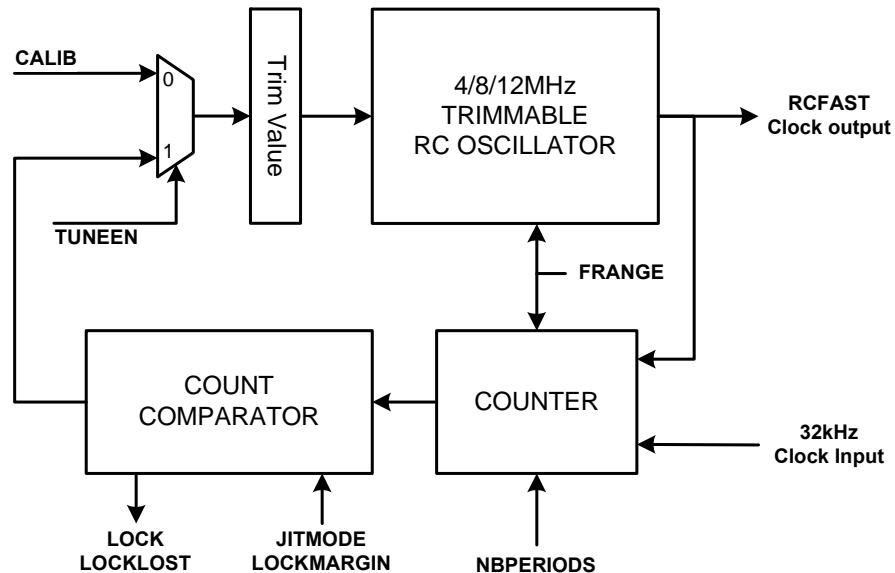 CALIB
0
1
TUNEEN
Trim Value
4/8/12MHz
TRIMMABLE
RC OSCILLATOR
RCFAST
Clock output
FRANGE
COUNT
COMPARATOR
COUNTER
32kHz
Clock Input
LOCK
LOCKLOST
JITMODE
LOCKMARGIN
NBPERIODS